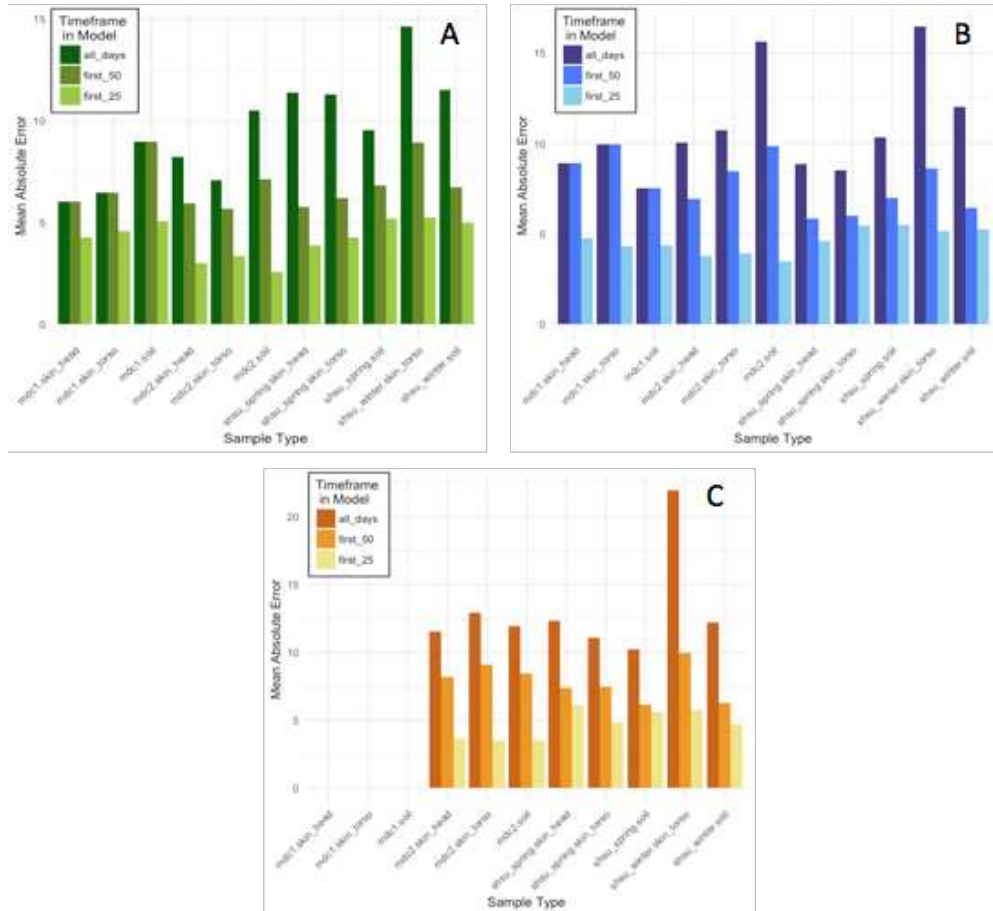 Timeframe
in Model
all_days
first_50
first_25
A
Mean Absolute Error
15
10
5
0
mdc1.skin_head
mdc1.skin_torso
mdc1.soil
mdc2.skin_head
mdc2.skin_torso
mdc2.soil
shsu_spring.skin_head
shsu_spring.skin_torso
shsu_spring.soil
shsu_winter.skin_torso
shsu_winter.soil
Sample Type
Timeframe
in Model
all_days
first_50
first_25
B
Mean Absolute Error
15
10
5
0
mdc1.skin_head
mdc1.skin_torso
mdc1.soil
mdc2.skin_head
mdc2.skin_torso
mdc2.soil
shsu_spring.skin_head
shsu_spring.skin_torso
shsu_spring.soil
shsu_winter.skin_torso
shsu_winter.soil
Sample Type
Timeframe
in Model
all_days
first_50
first_25
C
Mean Absolute Error
20
15
10
5
0
mdc1.skin_head
mdc1.skin_torso
mdc1.soil
mdc2.skin_head
mdc2.skin_torso
mdc2.soil
shsu_spring.skin_head
shsu_spring.skin_torso
shsu_spring.soil
shsu_winter.skin_torso
shsu_winter.soil
Sample Type